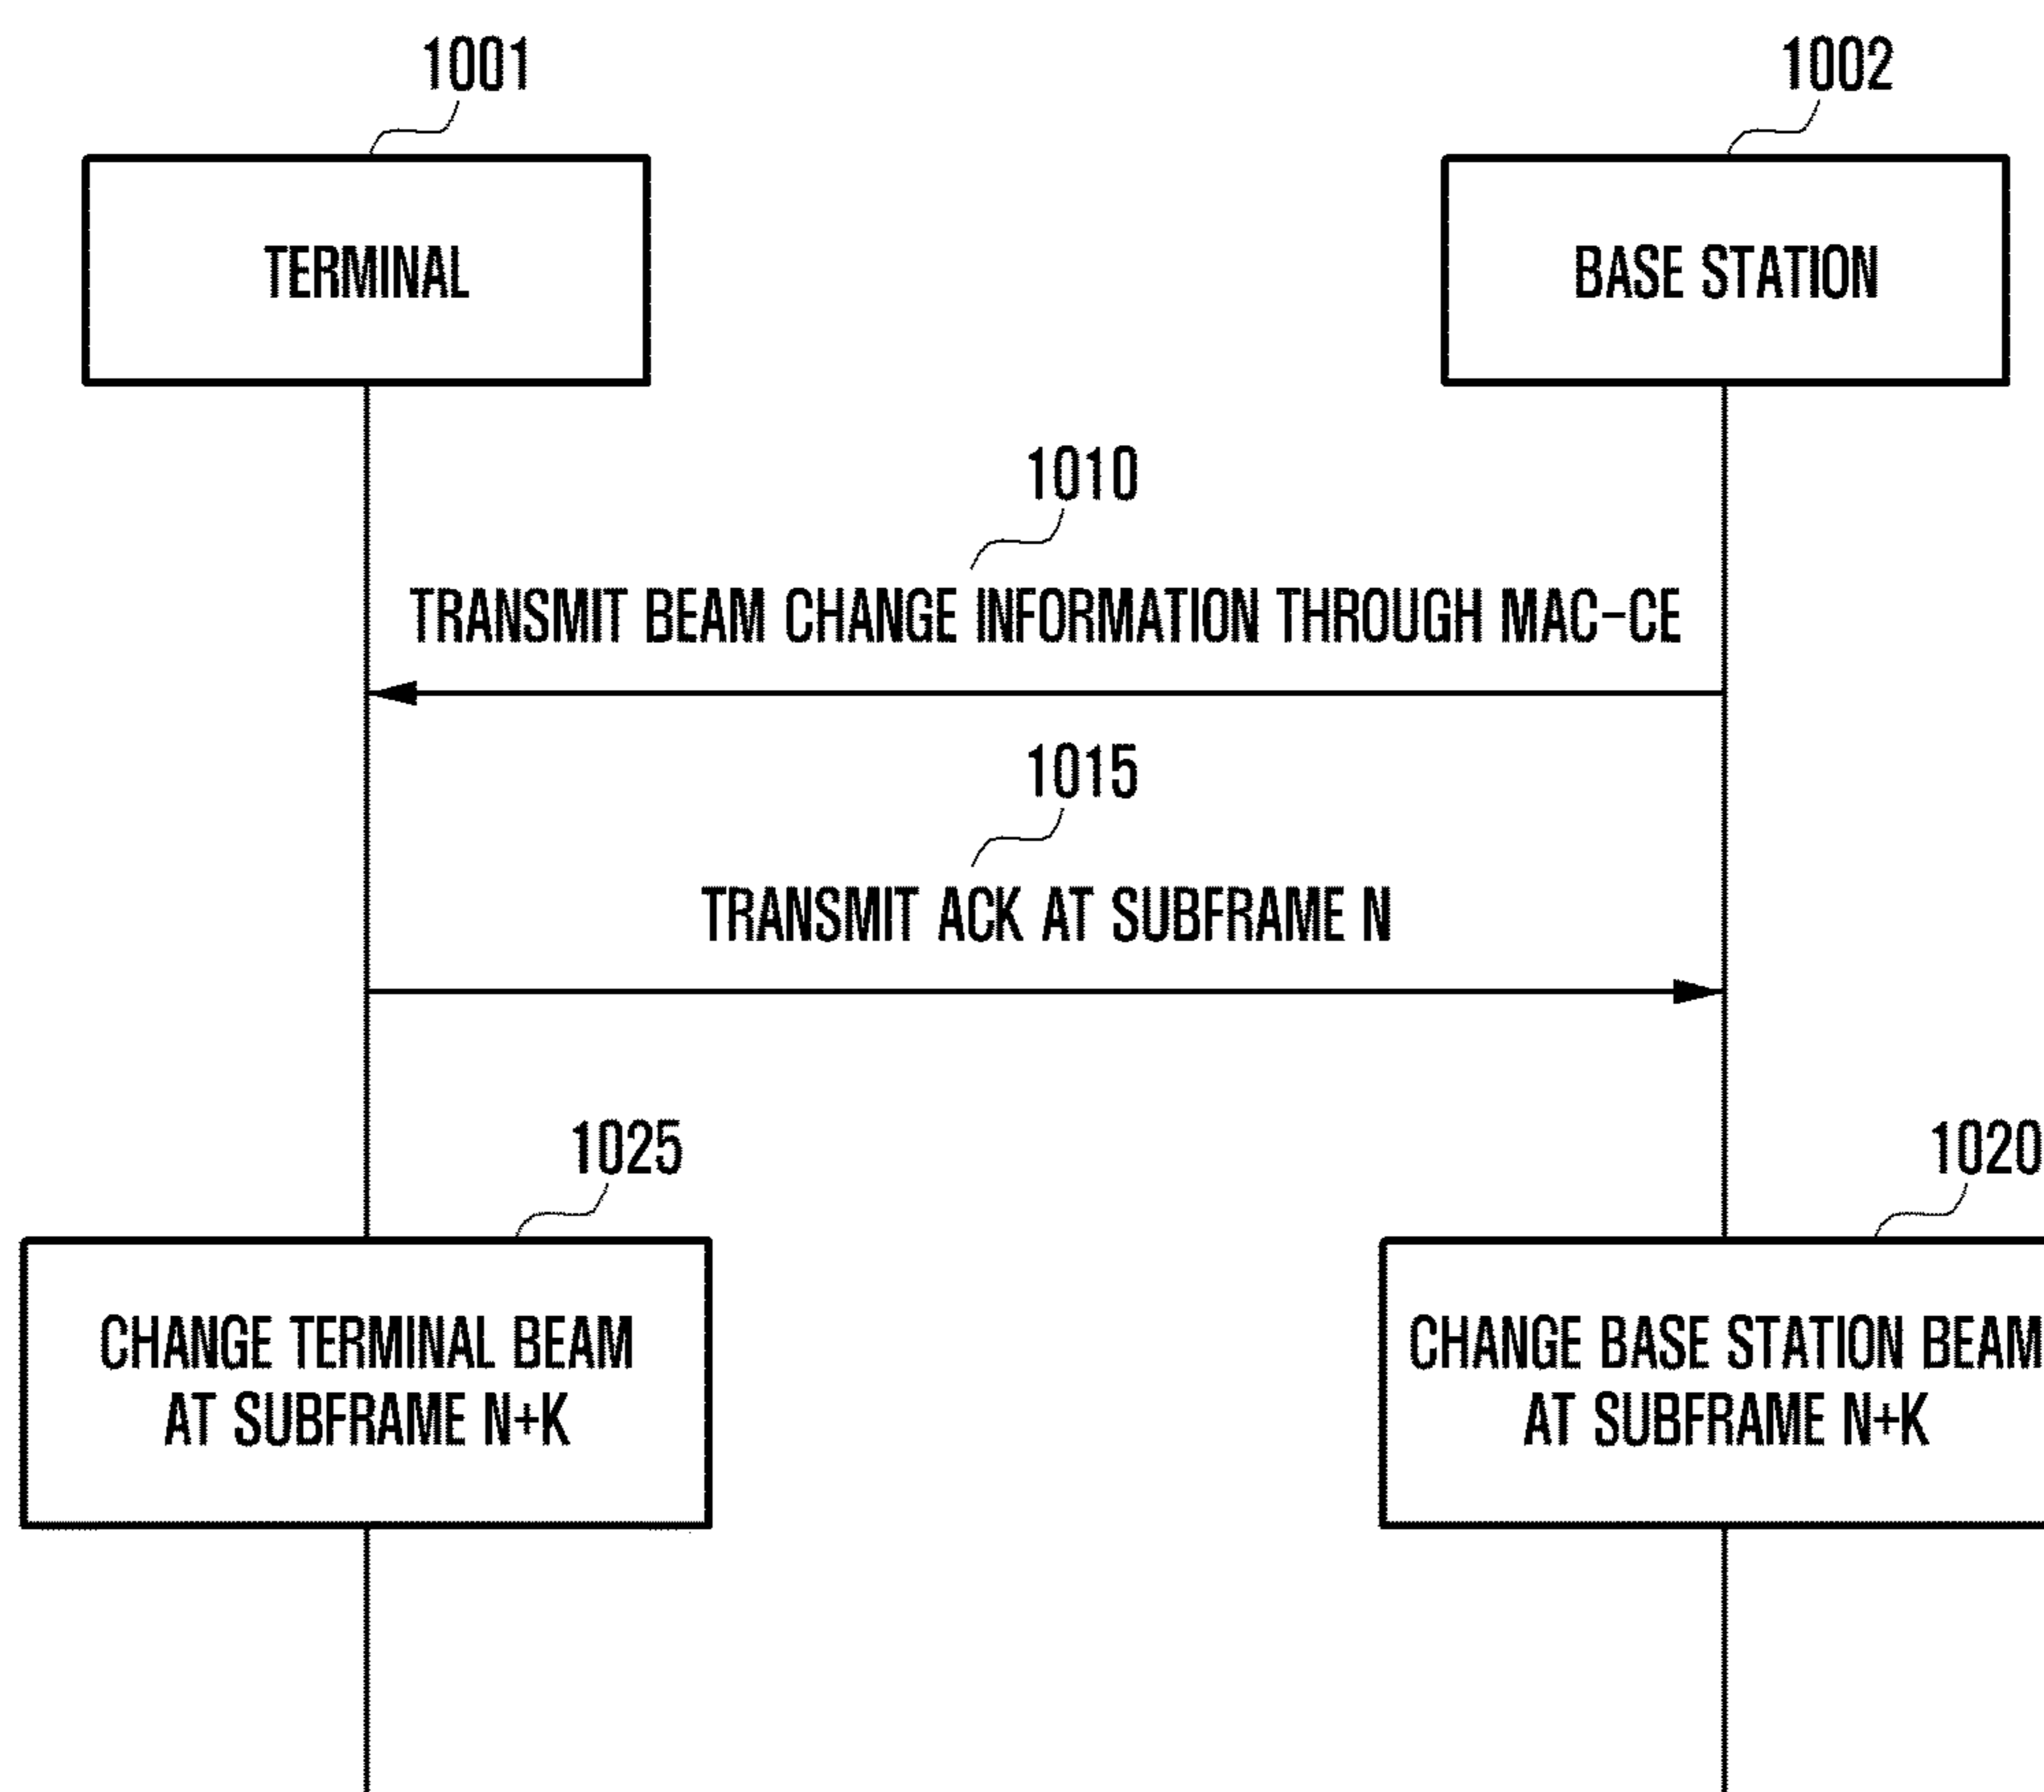 1001
1002
TERMINAL
BASE STATION
1010
TRANSMIT BEAM CHANGE INFORMATION THROUGH MAC-CE
1015
TRANSMIT ACK AT SUBFRAME N
1025
1020
CHANGE TERMINAL BEAM
AT SUBFRAME N+K
CHANGE BASE STATION BEAM
AT SUBFRAME N+K